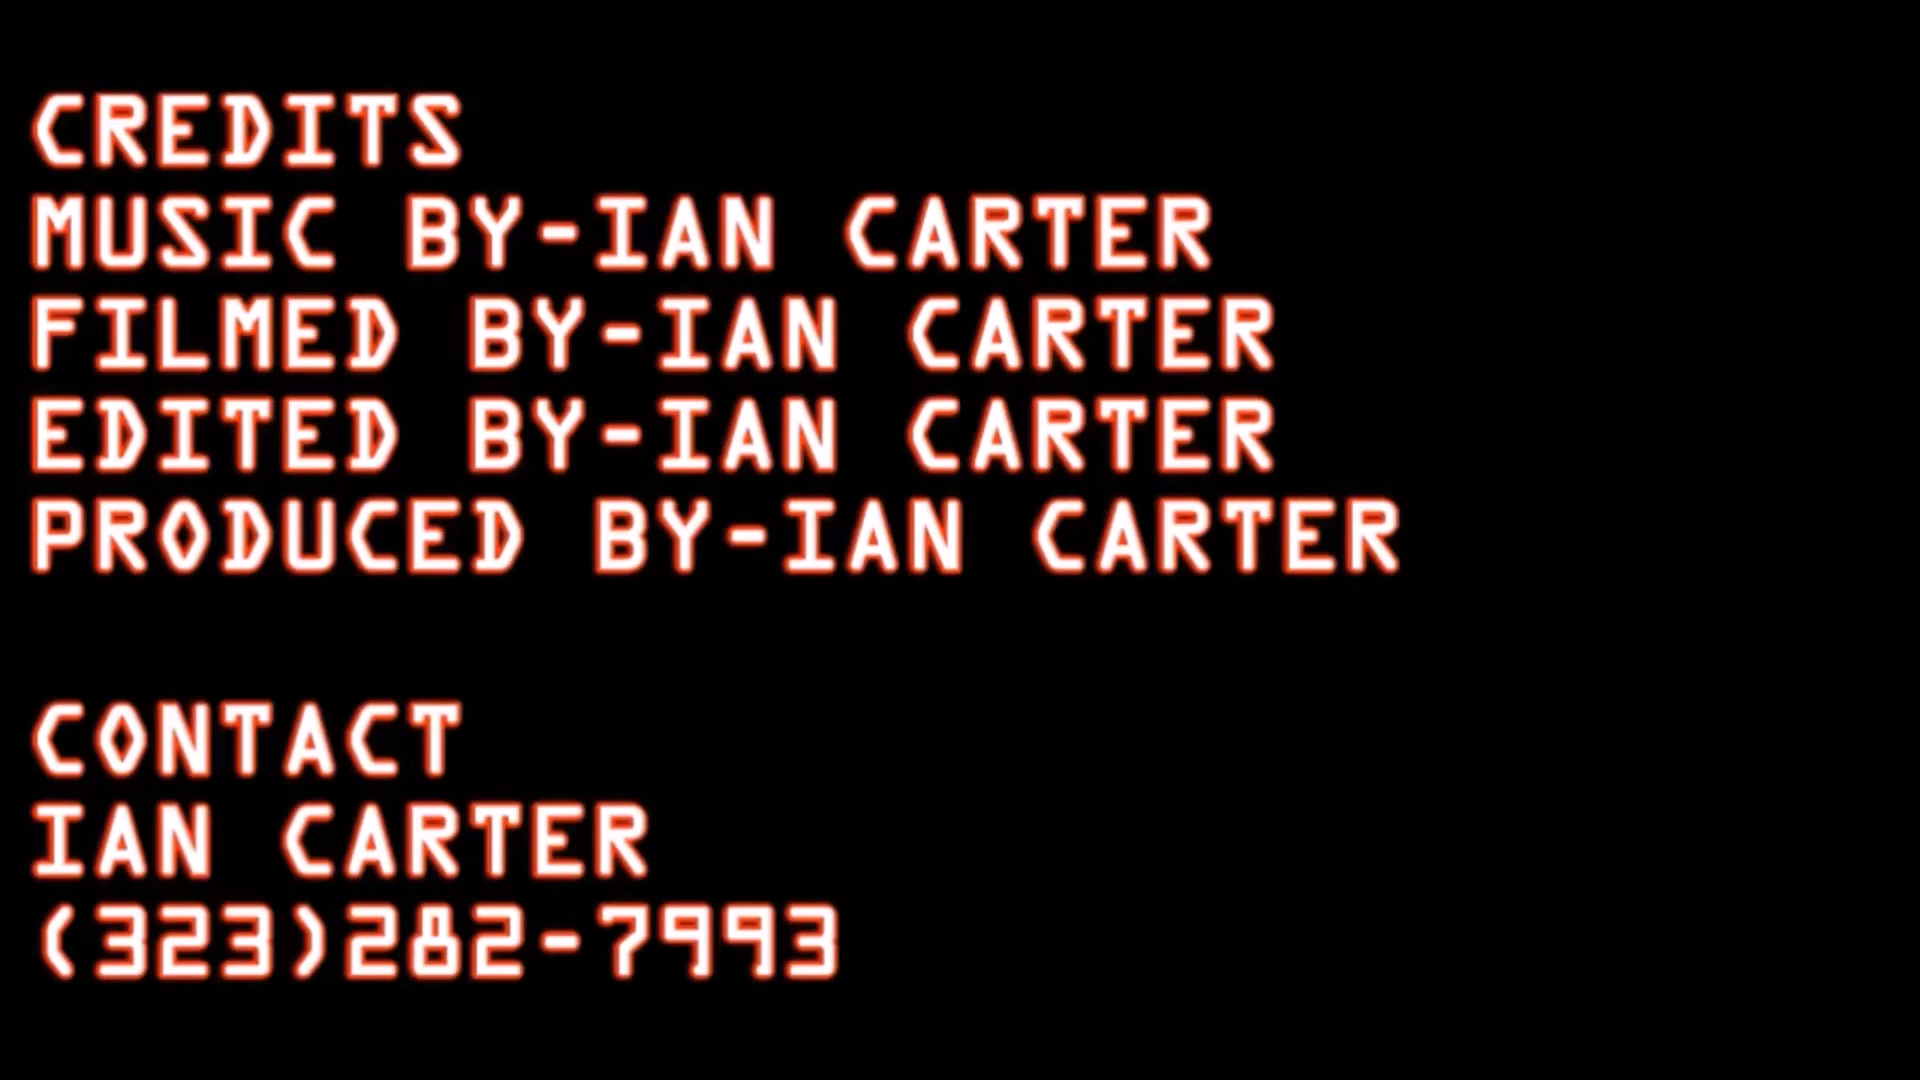 CREDITS
MUSIC BY-IAN CARTER
FILMED BY-IAN CARTER
EDITED BY-IAN CARTER
PRODUCED BY-IAN CARTER
CONTACT
IAN CARTER
(323)282-7993